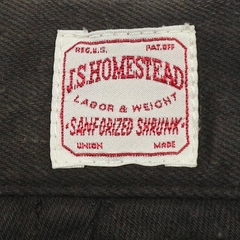 REG.U.S. PAT.OFF
J.S.HOMESTEAD
LABOR & WEIGHT
"SANFORIZED SHRUNK"
UNION MADE